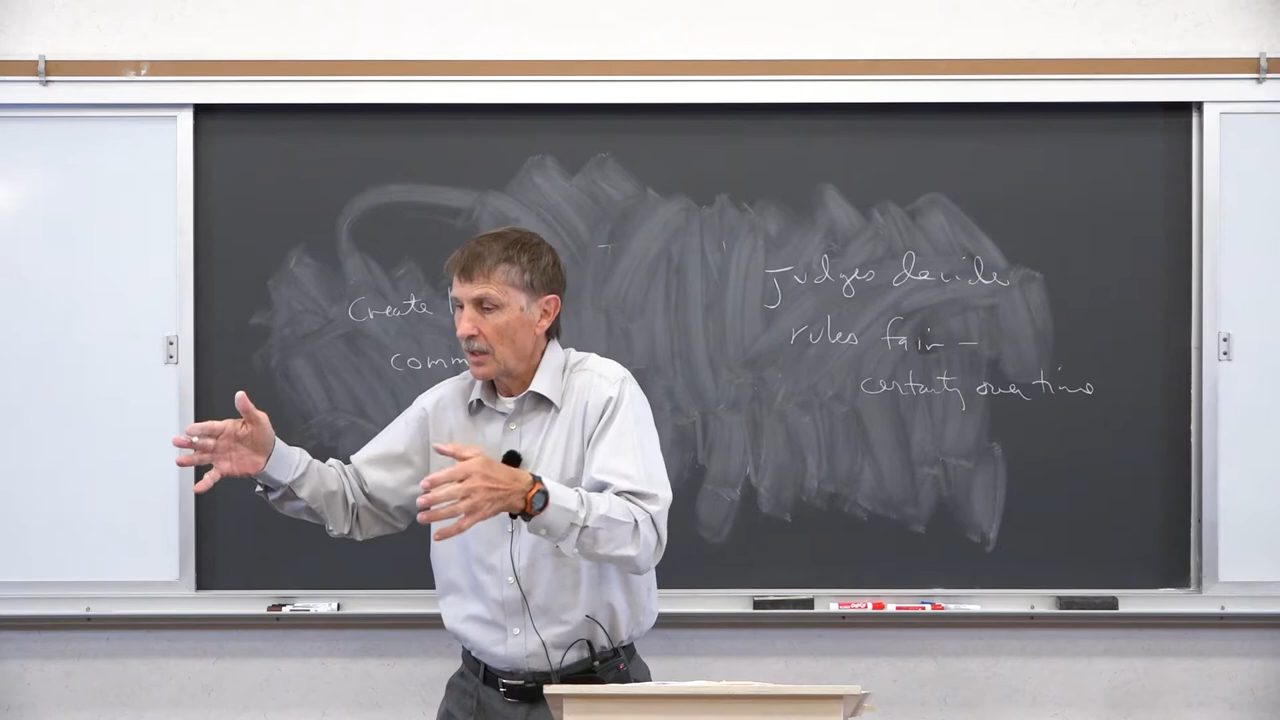 Create
comm
Judges decide
rules fair –
certainty over time